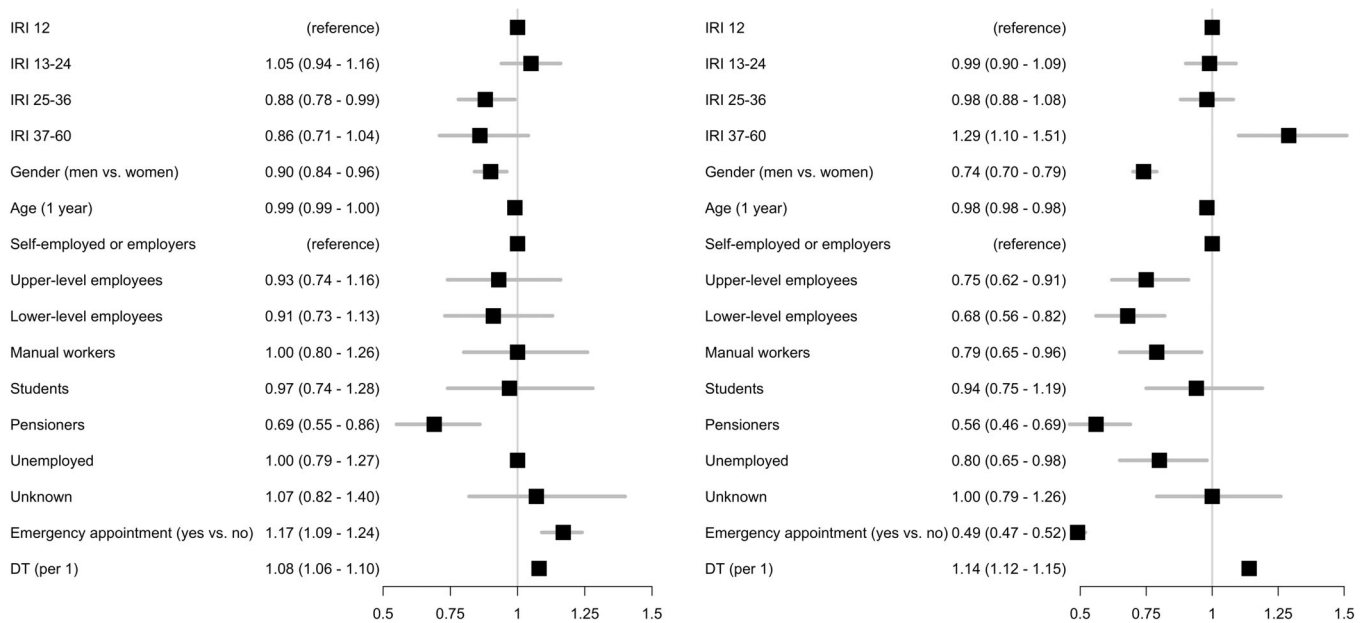 IRI 12 (reference)
IRI 13-24 1.05 (0.94 - 1.16)
IRI 25-36 0.88 (0.78 - 0.99)
IRI 37-60 0.86 (0.71 - 1.04)
Gender (men vs. women) 0.90 (0.84 - 0.96)
Age (1 year) 0.99 (0.99 - 1.00)
Self-employed or employers (reference)
Upper-level employees 0.93 (0.74 - 1.16)
Lower-level employees 0.91 (0.73 - 1.13)
Manual workers 1.00 (0.80 - 1.26)
Students 0.97 (0.74 - 1.28)
Pensioners 0.69 (0.55 - 0.86)
Unemployed 1.00 (0.79 - 1.27)
Unknown 1.07 (0.82 - 1.40)
Emergency appointment (yes vs. no) 1.17 (1.09 - 1.24)
DT (per 1) 1.08 (1.06 - 1.10)
0.5 0.75 1 1.25 1.5
IRI 12 (reference)
IRI 13-24 0.99 (0.90 - 1.09)
IRI 25-36 0.98 (0.88 - 1.08)
IRI 37-60 1.29 (1.10 - 1.51)
Gender (men vs. women) 0.74 (0.70 - 0.79)
Age (1 year) 0.98 (0.98 - 0.98)
Self-employed or employers (reference)
Upper-level employees 0.75 (0.62 - 0.91)
Lower-level employees 0.68 (0.56 - 0.82)
Manual workers 0.79 (0.65 - 0.96)
Students 0.94 (0.75 - 1.19)
Pensioners 0.56 (0.46 - 0.69)
Unemployed 0.80 (0.65 - 0.98)
Unknown 1.00 (0.79 - 1.26)
Emergency appointment (yes vs. no) 0.49 (0.47 - 0.52)
DT (per 1) 1.14 (1.12 - 1.15)
0.5 0.75 1 1.25 1.5